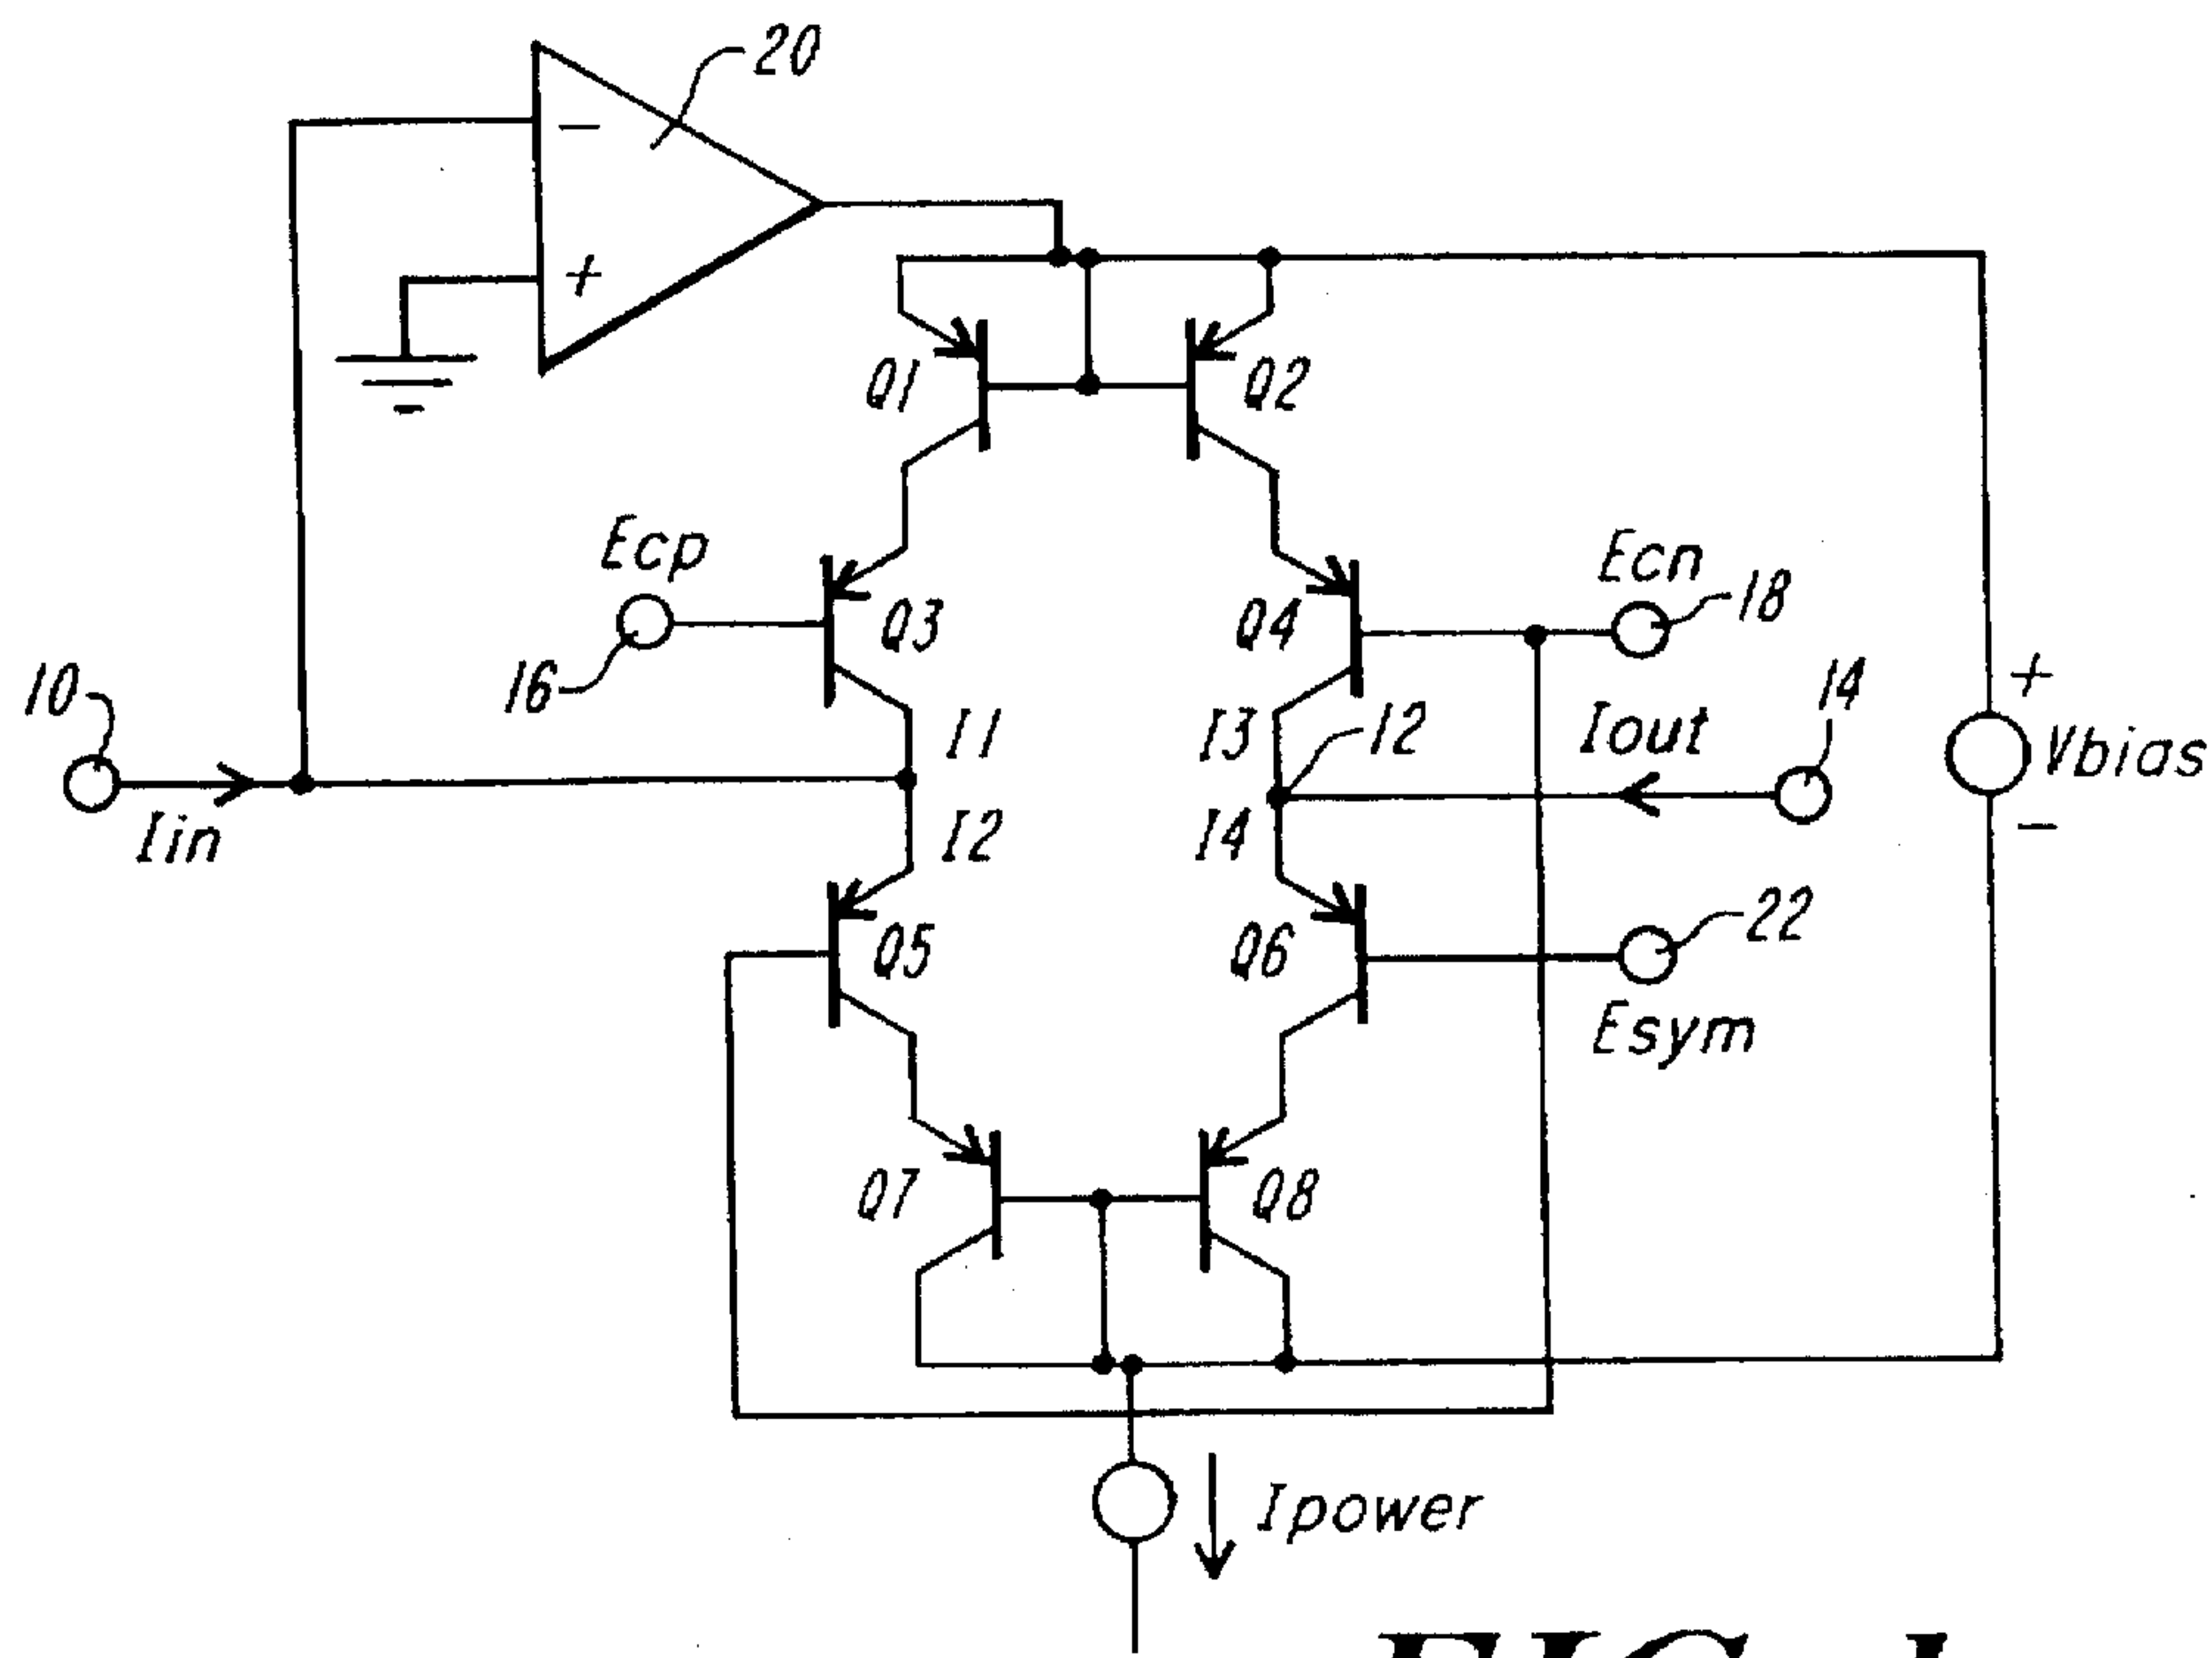 20
−
+
Q1
Q2
Ecp
Ecn
18
Q3
Q4
16
10
I1
I3
12
Iout
14
+
Vbias
−
Iin
I2
I4
Q5
Q6
22
Esym
Q7
Q8
Ipower